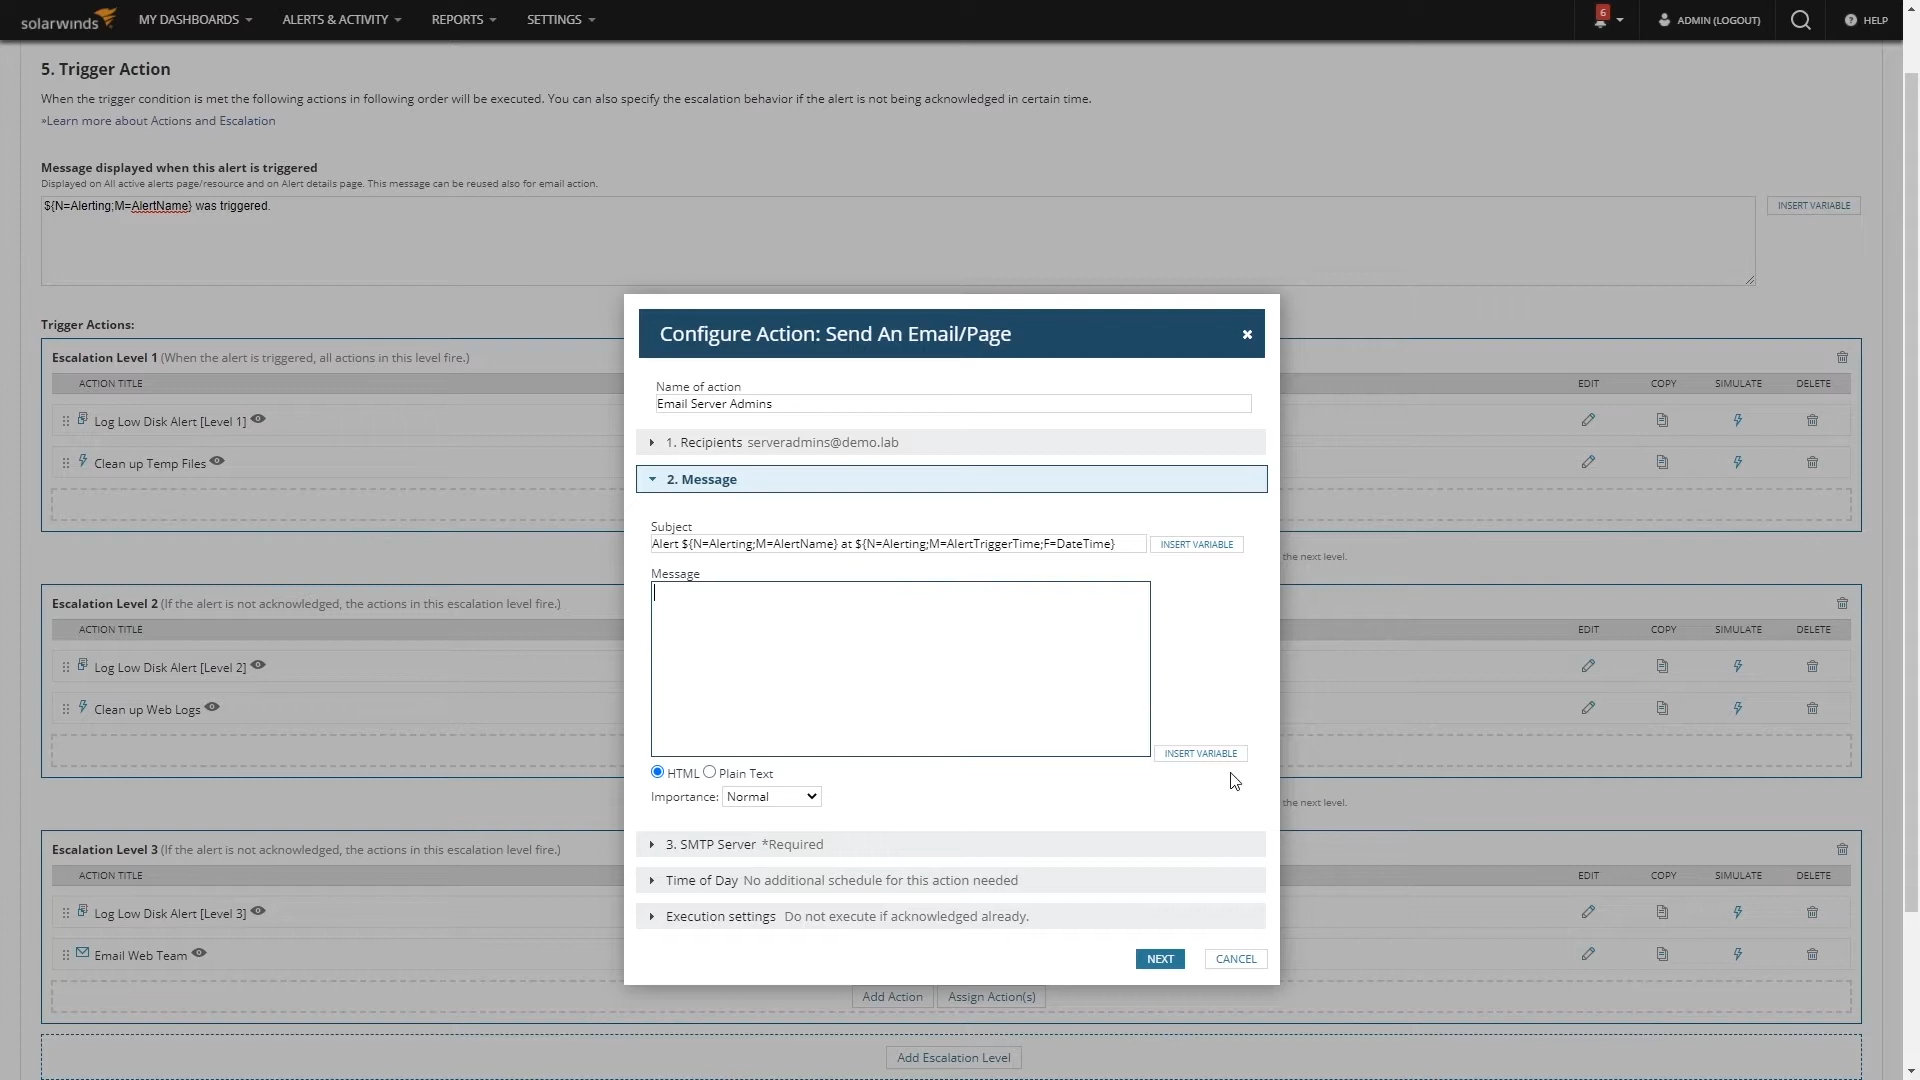 solarwinds MY DASHBOARDS ALERTS & ACTIVITY REPORTS SETTINGS 6 ADMIN (LOGOUT) HELP
5. Trigger Action
When the trigger condition is met the following actions in following order will be executed. You can also specify the escalation behavior if the alert is not being acknowledged in certain time.
»Learn more about Actions and Escalation
Message displayed when this alert is triggered
Displayed on All active alerts page/resource and on Alert details page. This message can be reused also for email action.
${N=Alerting;M=AlertName} was triggered.
INSERT VARIABLE
Trigger Actions:
Escalation Level 1 (When the alert is triggered, all actions in this level fire.)
ACTION TITLE EDIT COPY SIMULATE DELETE
Log Low Disk Alert [Level 1]
Clean up Temp Files
the next level.
Escalation Level 2 (If the alert is not acknowledged, the actions in this escalation level fire.)
ACTION TITLE EDIT COPY SIMULATE DELETE
Log Low Disk Alert [Level 2]
Clean up Web Logs
the next level.
Escalation Level 3 (If the alert is not acknowledged, the actions in this escalation level fire.)
ACTION TITLE EDIT COPY SIMULATE DELETE
Log Low Disk Alert [Level 3]
Email Web Team
Add Action Assign Action(s)
Add Escalation Level
Configure Action: Send An Email/Page
Name of action
Email Server Admins
1. Recipients serveradmins@demo.lab
2. Message
Subject
Alert ${N=Alerting;M=AlertName} at ${N=Alerting;M=AlertTriggerTime;F=DateTime} INSERT VARIABLE
Message
INSERT VARIABLE
HTML Plain Text
Importance: Normal
3. SMTP Server *Required
Time of Day No additional schedule for this action needed
Execution settings Do not execute if acknowledged already.
NEXT CANCEL